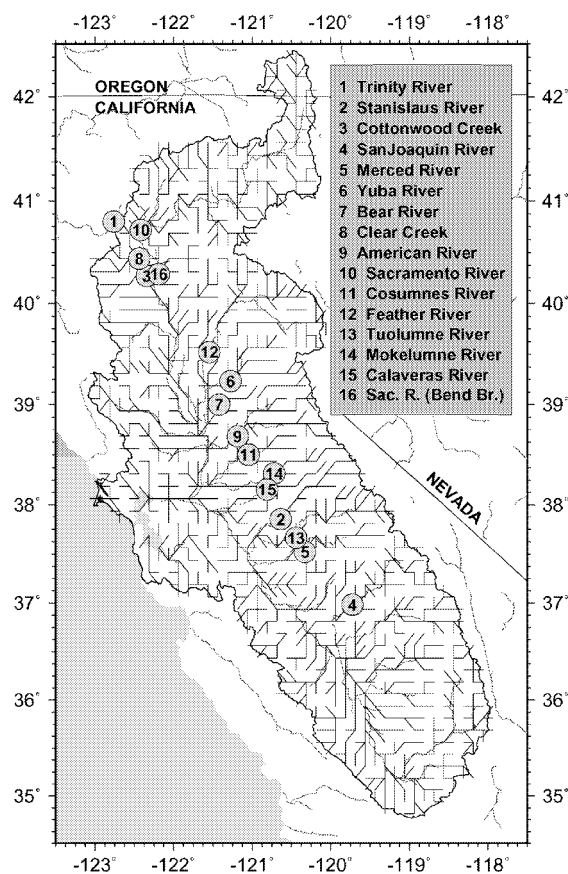 -123° -122° -121° -120° -119° -118°
OREGON
CALIFORNIA
42°
41°
40°
39°
38°
37°
36°
35°
1 Trinity River
2 Stanislaus River
3 Cottonwood Creek
4 SanJoaquin River
5 Merced River
6 Yuba River
7 Bear River
8 Clear Creek
9 American River
10 Sacramento River
11 Cosumnes River
12 Feather River
13 Tuolumne River
14 Mokelumne River
15 Calaveras River
16 Sac. R. (Bend Br.)
1
10
8
3
16
12
6
7
9
11
14
15
2
13
5
4
NEVADA
42°
41°
40°
39°
38°
37°
36°
35°
-123° -122° -121° -120° -119° -118°